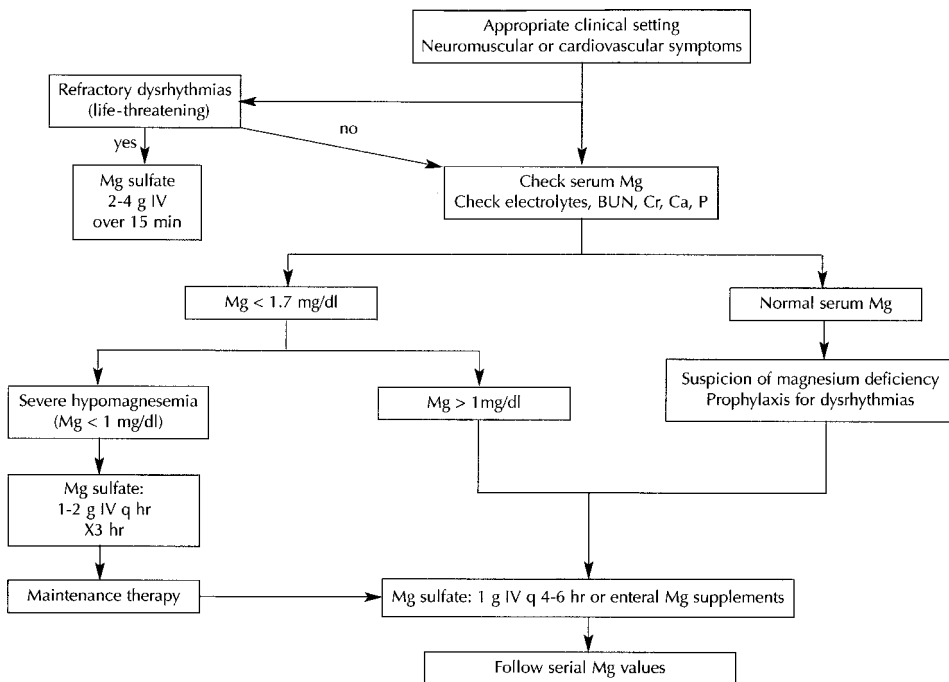 Appropriate clinical setting
Neuromuscular or cardiovascular symptoms
Refractory dysrhythmias
(life-threatening)
no
yes
Mg sulfate
2-4 g IV
over 15 min
Check serum Mg
Check electrolytes, BUN, Cr, Ca, P
Mg < 1.7 mg/dl
Normal serum Mg
Severe hypomagnesemia
(Mg < 1 mg/dl)
Mg > 1mg/dl
Suspicion of magnesium deficiency
Prophylaxis for dysrhythmias
Mg sulfate:
1-2 g IV q hr
X3 hr
Maintenance therapy
Mg sulfate: 1 g IV q 4-6 hr or enteral Mg supplements
Follow serial Mg values